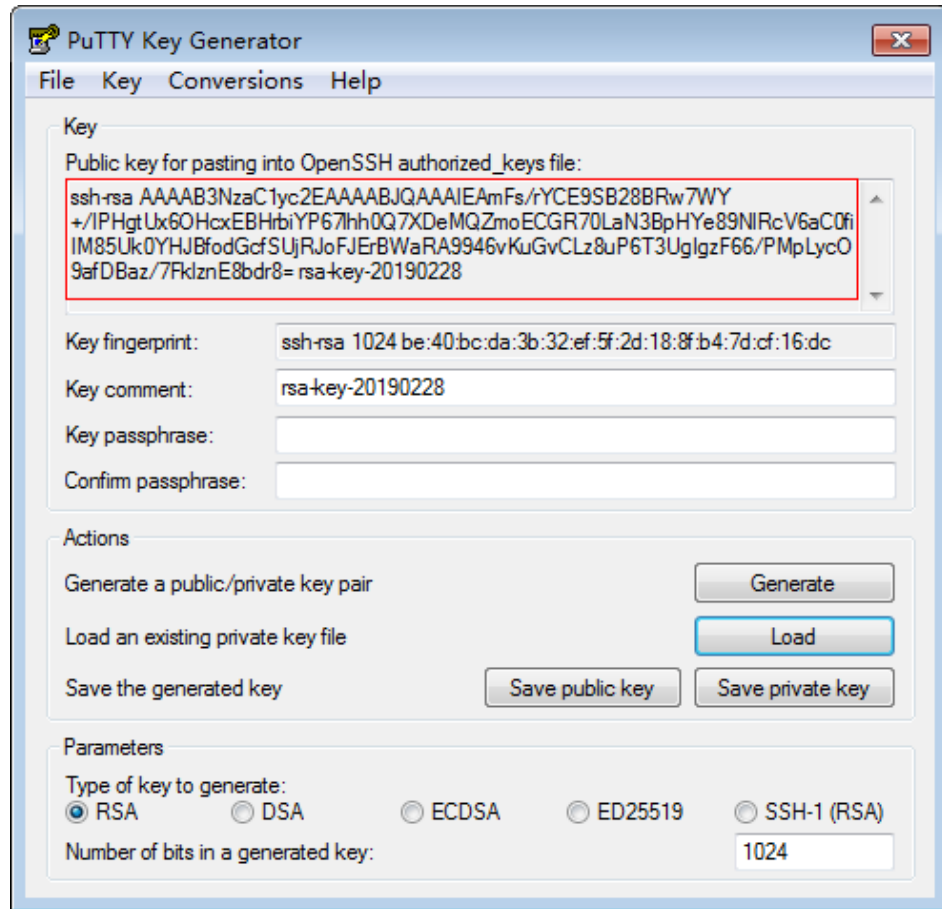 PuTTY Key Generator
File Key Conversions Help
Key
Public key for pasting into OpenSSH authorized_keys file:
ssh-rsa AAAAB3NzaC1yc2EAAAABJQAAAIEAmFs/rYCE9SB28BRw7WY
+/IPHgtUx6OHcxEBHrbiYP67lhh0Q7XDeMQZmoECGR70LaN3BpHYe89NIRcV6aC0fi
IM85Uk0YHJBfodGcfSUjRJoFJErBWaRA9946vKuGvCLz8uP6T3UgIgzF66/PMpLycO
9afDBaz/7FklznE8bdr8= rsa-key-20190228
Key fingerprint: ssh-rsa 1024 be:40:bc:da:3b:32:ef:5f:2d:18:8f:b4:7d:cf:16:dc
Key comment: rsa-key-20190228
Key passphrase:
Confirm passphrase:
Actions
Generate a public/private key pair Generate
Load an existing private key file Load
Save the generated key Save public key Save private key
Parameters
Type of key to generate:
RSA DSA ECDSA ED25519 SSH-1 (RSA)
Number of bits in a generated key: 1024